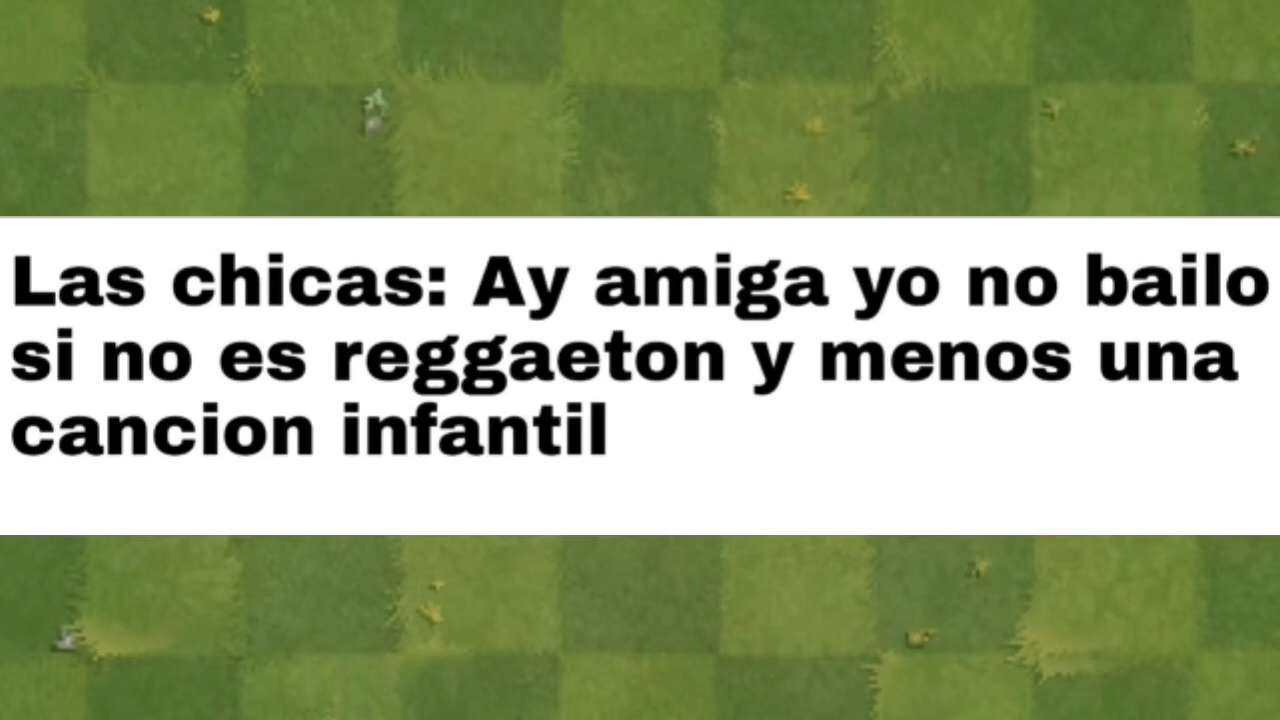 Las chicas: Ay amiga yo no bailo
si no es reggaeton y menos una
cancion infantil